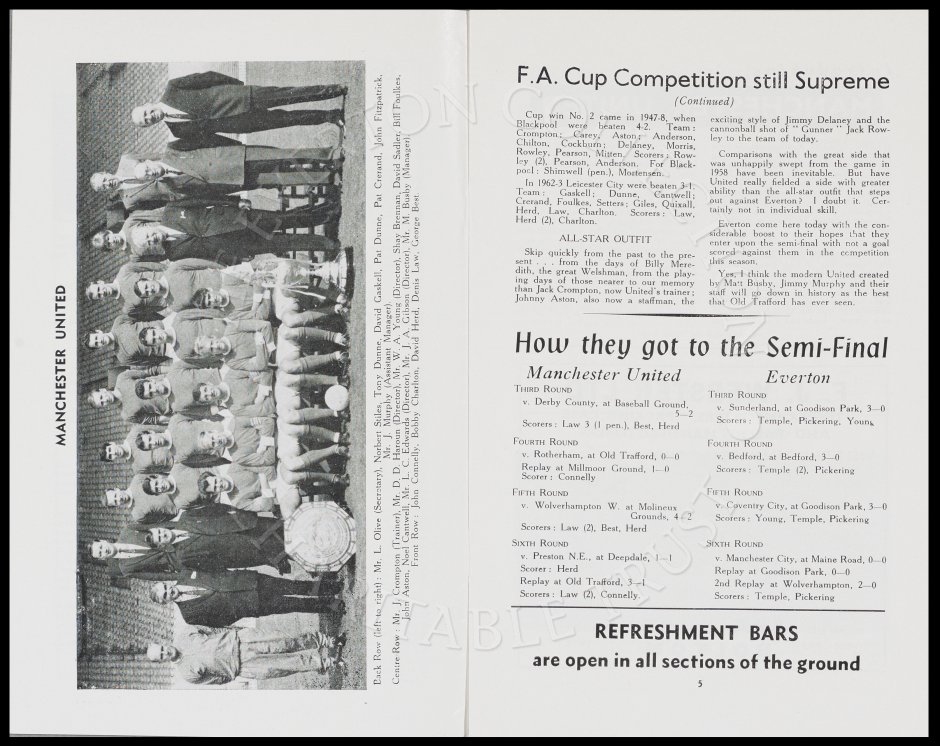 MANCHESTER UNITED
Back Row (left to right) : Mr. L. Olive (Secretary), Norbert Stiles, Tony Dunne, David Gaskell, Pat Dunne, Pat Crerand, John Fitzpatrick,
Mr. J. Murphy (Assistant Manager).
Centre Row : Mr. J. Crompton (Trainer), Mr. D. D. Haroun (Director), Mr. W. A. Young (Director), Shay Brennan, David Sadler, Bill Foulkes,
John Aston, Noel Cantwell, Mr. L. C. Edwards (Director), Mr. J. A. Gibson (Director), Mr. M. Busby (Manager).
Front Row : John Connelly, Bobby Charlton, David Herd, Denis Law, George Best.
F.A. Cup Competition still Supreme
(Continued)
Cup win No. 2 came in 1947-8, when
Blackpool were beaten 4-2. Team :
Crompton; Carey, Aston; Anderson,
Chilton, Cockburn; Delaney, Morris,
Rowley, Pearson, Mitten. Scorers : Row-
ley (2), Pearson, Anderson. For Black-
pool : Shimwell (pen.), Mortensen.
In 1962-3 Leicester City were beaten 3-1.
Team : Gaskell; Dunne, Cantwell;
Crerand, Foulkes, Setters; Giles, Quixall,
Herd, Law, Charlton. Scorers : Law,
Herd (2), Charlton.
ALL-STAR OUTFIT
Skip quickly from the past to the pre-
sent . . . from the days of Billy Mere-
dith, the great Welshman, from the play-
ing days of those nearer to our memory
than Jack Crompton, now United's trainer;
Johnny Aston, also now a staffman, the
exciting style of Jimmy Delaney and the
cannonball shot of " Gunner " Jack Row-
ley to the team of today.
Comparisons with the great side that
was unhappily swept from the game in
1958 have been inevitable. But have
United really fielded a side with greater
ability than the all-star outfit that steps
out against Everton? I doubt it. Cer-
tainly not in individual skill.
Everton come here today with the con-
siderable boost to their hopes that they
enter upon the semi-final with not a goal
scored against them in the competition
this season.
Yes, I think the modern United created
by Matt Busby, Jimmy Murphy and their
staff will go down in history as the best
that Old Trafford has ever seen.
How they got to the Semi-Final
Manchester United
Third Round
v. Derby County, at Baseball Ground,
5—2
Scorers : Law 3 (1 pen.), Best, Herd
Fourth Round
v. Rotherham, at Old Trafford, 0—0
Replay at Millmoor Ground, 1—0
Scorer : Connelly
Fifth Round
v. Wolverhampton W. at Molineux
Grounds, 4—2
Scorers : Law (2), Best, Herd
Sixth Round
v. Preston N.E., at Deepdale, 1—1
Scorer : Herd
Replay at Old Trafford, 3—1
Scorers : Law (2), Connelly.
Everton
Third Round
v. Sunderland, at Goodison Park, 3—0
Scorers : Temple, Pickering, Young
Fourth Round
v. Bedford, at Bedford, 3—0
Scorers : Temple (2), Pickering
Fifth Round
v. Coventry City, at Goodison Park, 3—0
Scorers : Young, Temple, Pickering
Sixth Round
v. Manchester City, at Maine Road, 0—0
Replay at Goodison Park, 0—0
2nd Replay at Wolverhampton, 2—0
Scorers : Temple, Pickering
REFRESHMENT BARS
are open in all sections of the ground
5